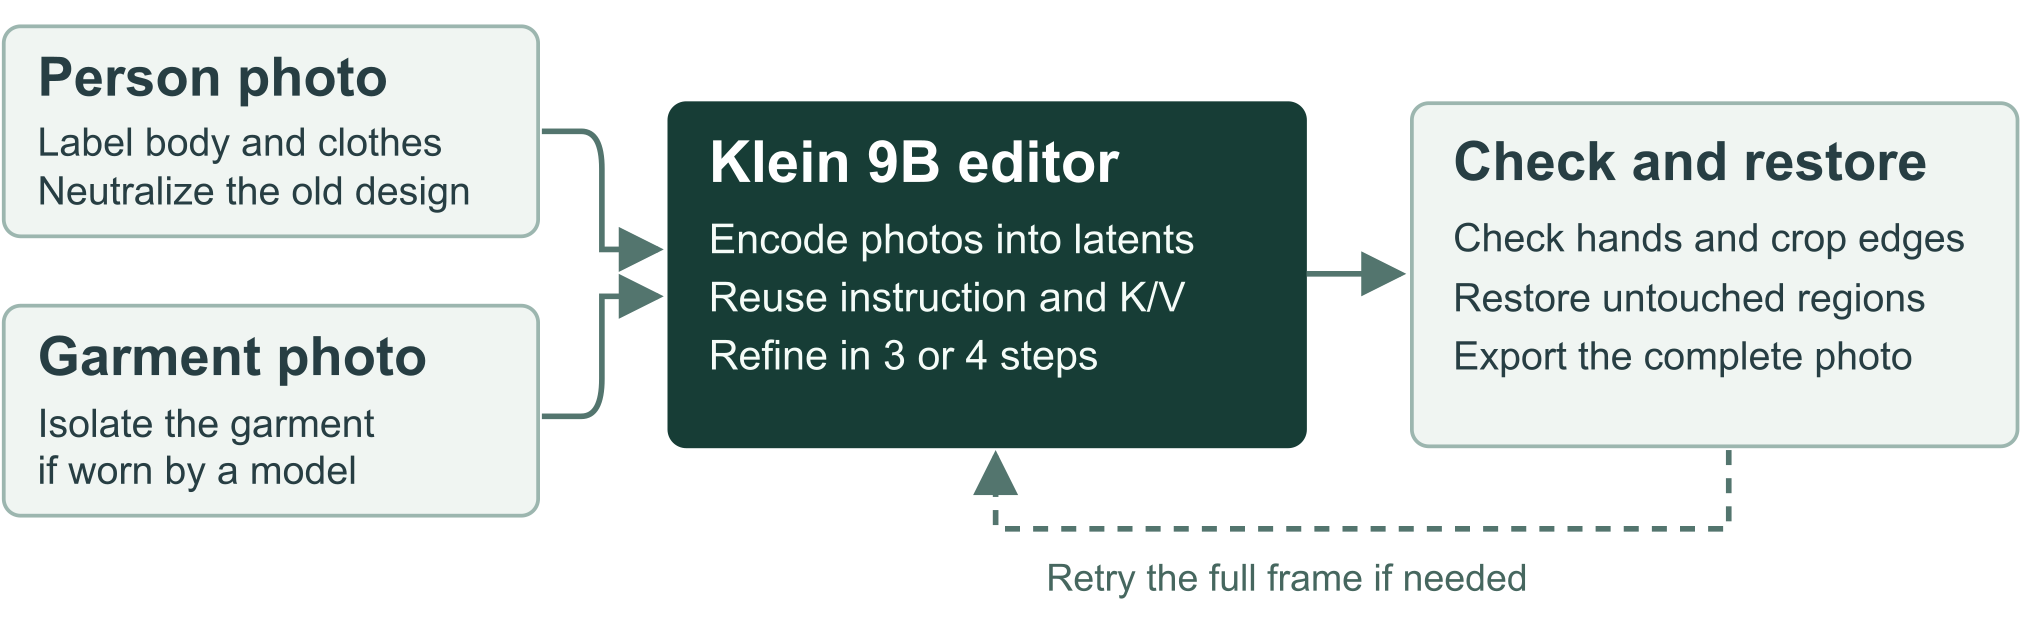 Person photo
Label body and clothes
Neutralize the old design
Garment photo
Isolate the garment
if worn by a model
Klein 9B editor
Encode photos into latents
Reuse instruction and K/V
Refine in 3 or 4 steps
Check and restore
Check hands and crop edges
Restore untouched regions
Export the complete photo
Retry the full frame if needed